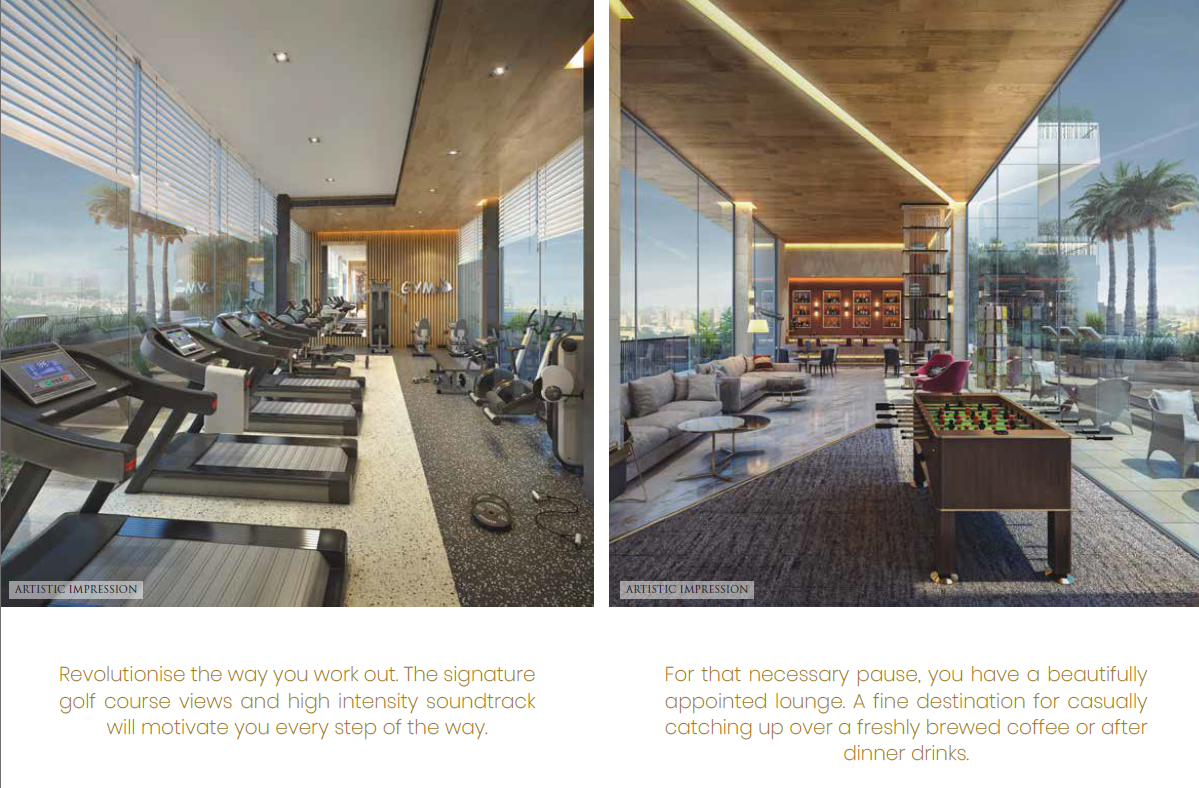 GYM
ARTISTIC IMPRESSION
Revolutionise the way you work out. The signature
golf course views and high intensity soundtrack
will motivate you every step of the way.
ARTISTIC IMPRESSION
For that necessary pause, you have a beautifully
appointed lounge. A fine destination for casually
catching up over a freshly brewed coffee or after
dinner drinks.